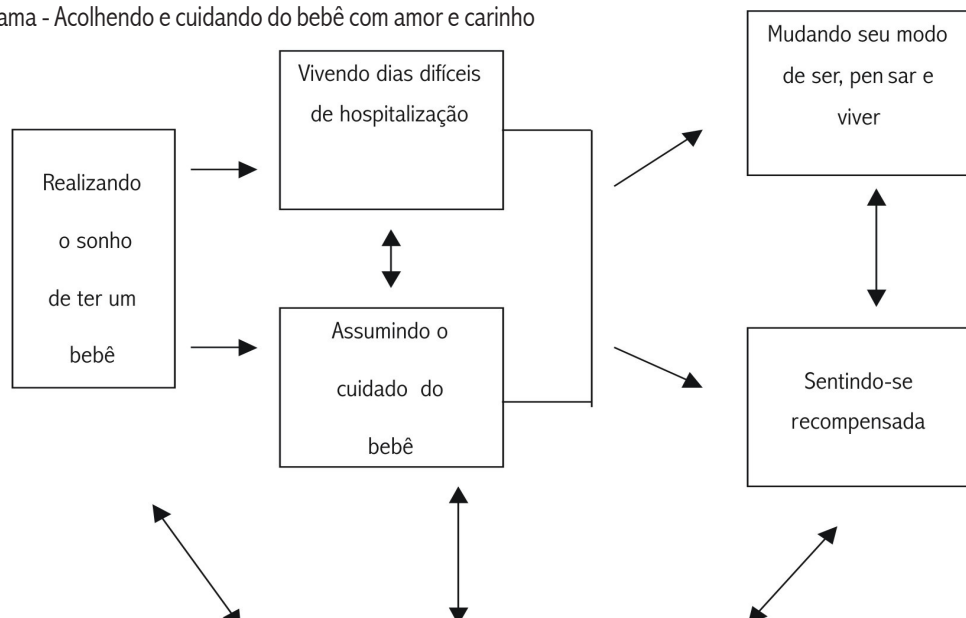 ama - Acolhendo e cuidando do bebê com amor e carinho
Realizando
o sonho
de ter um
bebê
Vivendo dias difíceis
de hospitalização
Assumindo o
cuidado do
bebê
Mudando seu modo
de ser, pen sar e
viver
Sentindo-se
recompensada